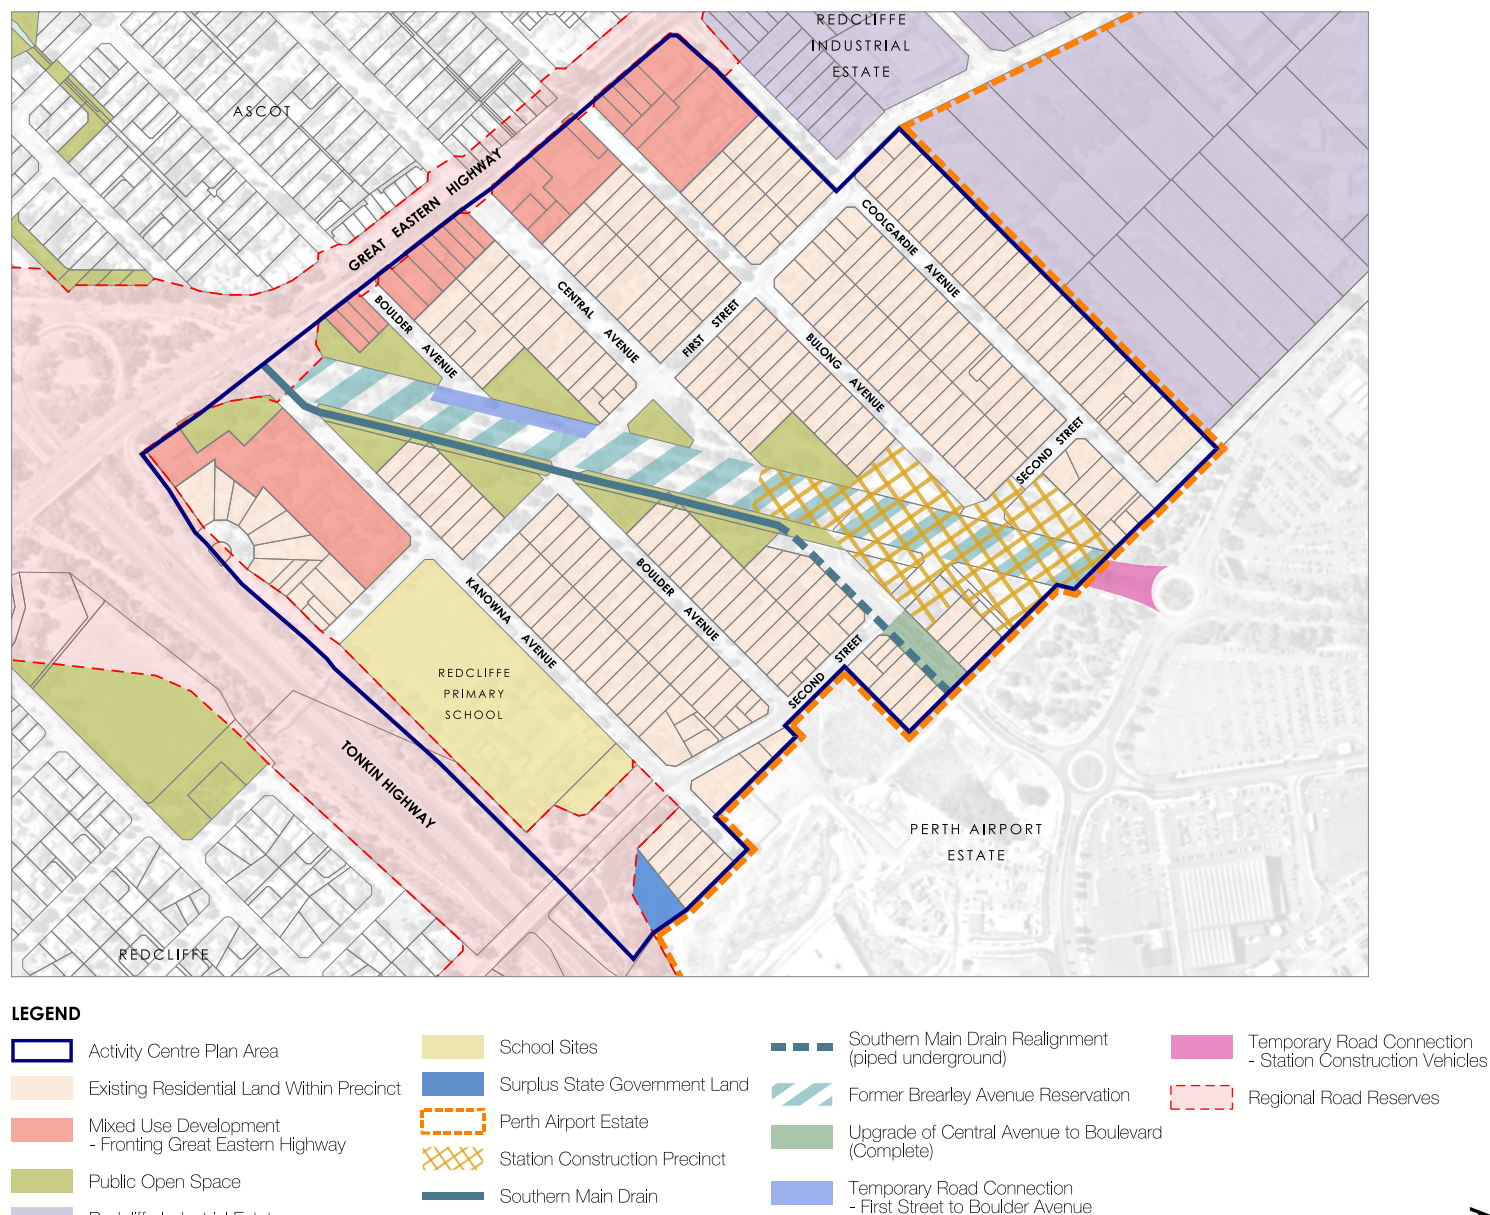 REDCLIFFE
INDUSTRIAL
ESTATE
ASCOT
GREAT EASTERN HIGHWAY
COOLGARDIE AVENUE
BOULDER AVENUE
CENTRAL AVENUE
FIRST STREET
BULONG AVENUE
SECOND STREET
KANOWNA AVENUE
BOULDER AVENUE
SECOND STREET
REDCLIFFE
PRIMARY
SCHOOL
TONKIN HIGHWAY
PERTH AIRPORT
ESTATE
REDCLIFFE
LEGEND
Activity Centre Plan Area
Existing Residential Land Within Precinct
Mixed Use Development
- Fronting Great Eastern Highway
Public Open Space
School Sites
Surplus State Government Land
Perth Airport Estate
Station Construction Precinct
Southern Main Drain
Southern Main Drain Realignment
(piped underground)
Former Brearley Avenue Reservation
Upgrade of Central Avenue to Boulevard
(Complete)
Temporary Road Connection
- First Street to Boulder Avenue
Temporary Road Connection
- Station Construction Vehicles
Regional Road Reserves